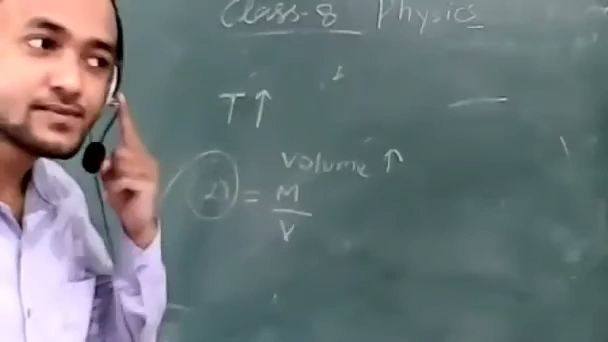 Class-8 Physics
T↑
volume ↑
D = M
V